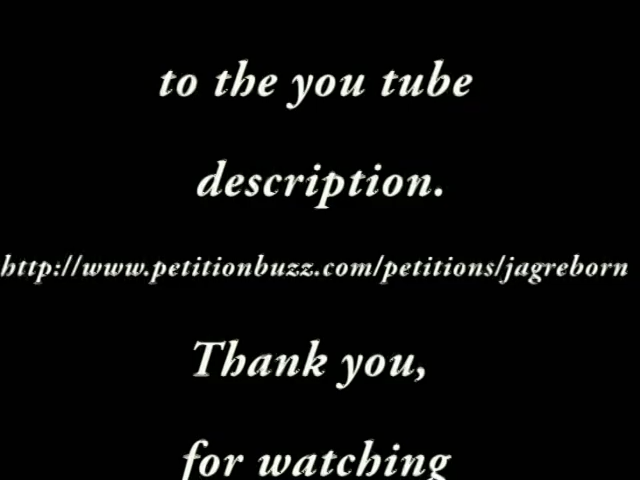 to the you tube
description.
http://www.petitionbuzz.com/petitions/jagreborn
Thank you,
for watching